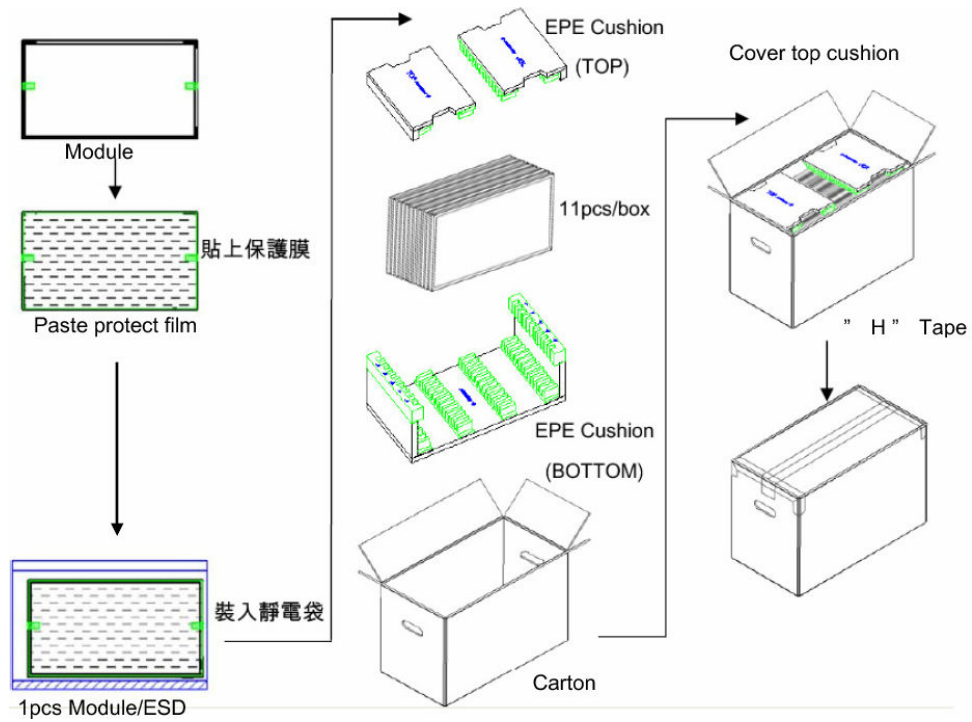 Module
貼上保護膜
Paste protect film
裝入靜電袋
1pcs Module/ESD
EPE Cushion
(TOP)
11pcs/box
EPE Cushion
(BOTTOM)
Carton
Cover top cushion
” H ” Tape